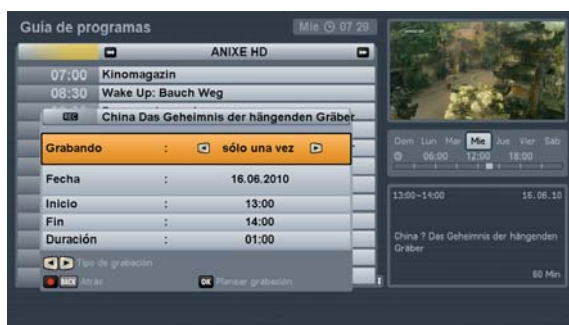 Guia de programas
Mie 07 29
ANIXE HD
07:00 Kinomagazin
08:30 Wake Up: Bauch Weg
REC China Das Geheimnis der hängenden Gräber
Grabando : sólo una vez
Fecha : 16.06.2010
Inicio : 13:00
Fin : 14:00
Duración : 01:00
Tipo de grabación
BACK Atrás
OK Planear grabación
Dom Lun Mar Mie Jue Vier Sab
06:00 12:00 18:00
13:00-14:00 16.06.10
China ? Das Geheimnis der hängenden
Gräber
60 Min